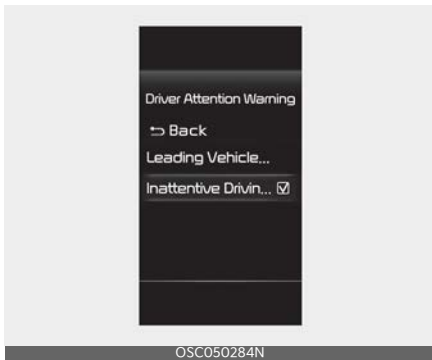 Driver Attention Warning
Back
Leading Vehicle...
Inattentive Drivin...
OSC050284N